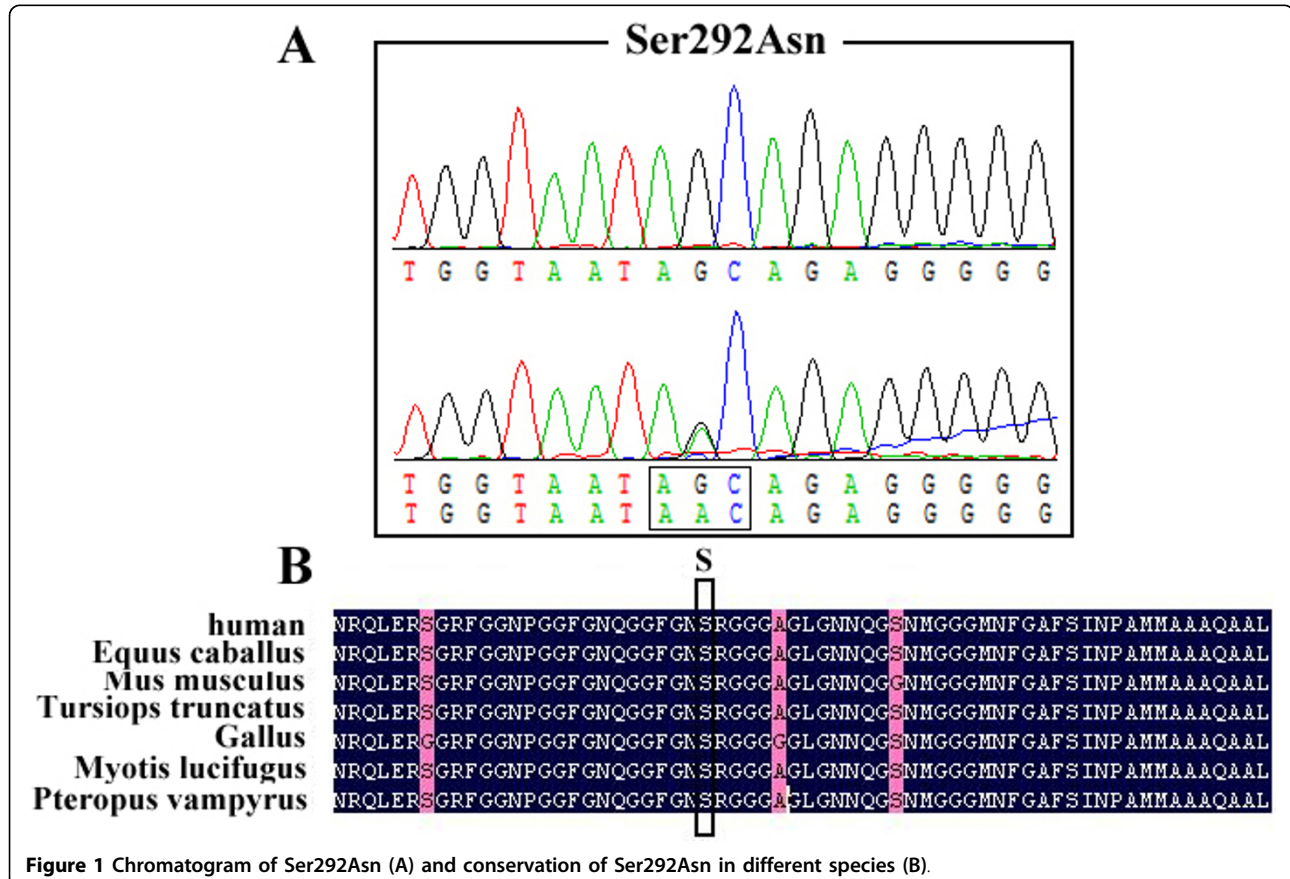 A
Ser292Asn
T G G T A A T A G C A G A G G G G G
T G G T A A T A G C A G A G G G G G
T G G T A A T A A C A G A G G G G G
B
S
human NRQLERSGRFGGNPGGFGNQGGFGNSRGGGAGLGNNQGSNMGGGMNFGAFSINPAMMAAAQAAL
Equus caballus NRQLERSGRFGGNPGGFGNQGGFGNSRGGGAGLGNNQGSNMGGGMNFGAFSINPAMMAAAQAAL
Mus musculus NRQLERSGRFGGNPGGFGNQGGFGNSRGGGAGLGNNQGGNMGGGMNFGAFSINPAMMAAAQAAL
Tursiops truncatus NRQLERSGRFGGNPGGFGNQGGFGNSRGGGAGLGNNQGSNMGGGMNFGAFSINPAMMAAAQAAL
Gallus NRQLERGGRFGGNPGGFGNQGGFGNSRGGGGGLGNNQGSNMGGGMNFGAFSINPAMMAAAQAAL
Myotis lucifugus NRQLERSGRFGGNPGGFGNQGGFGNSRGGGAGLGNNQGSNMGGGMNFGAFSINPAMMAAAQAAL
Pteropus vampyrus NRQLERSGRFGGNPGGFGNQGGFGNSRGGGAGLGNNQGSNMGGGMNFGAFSINPAMMAAAQAAL
Figure 1 Chromatogram of Ser292Asn (A) and conservation of Ser292Asn in different species (B).